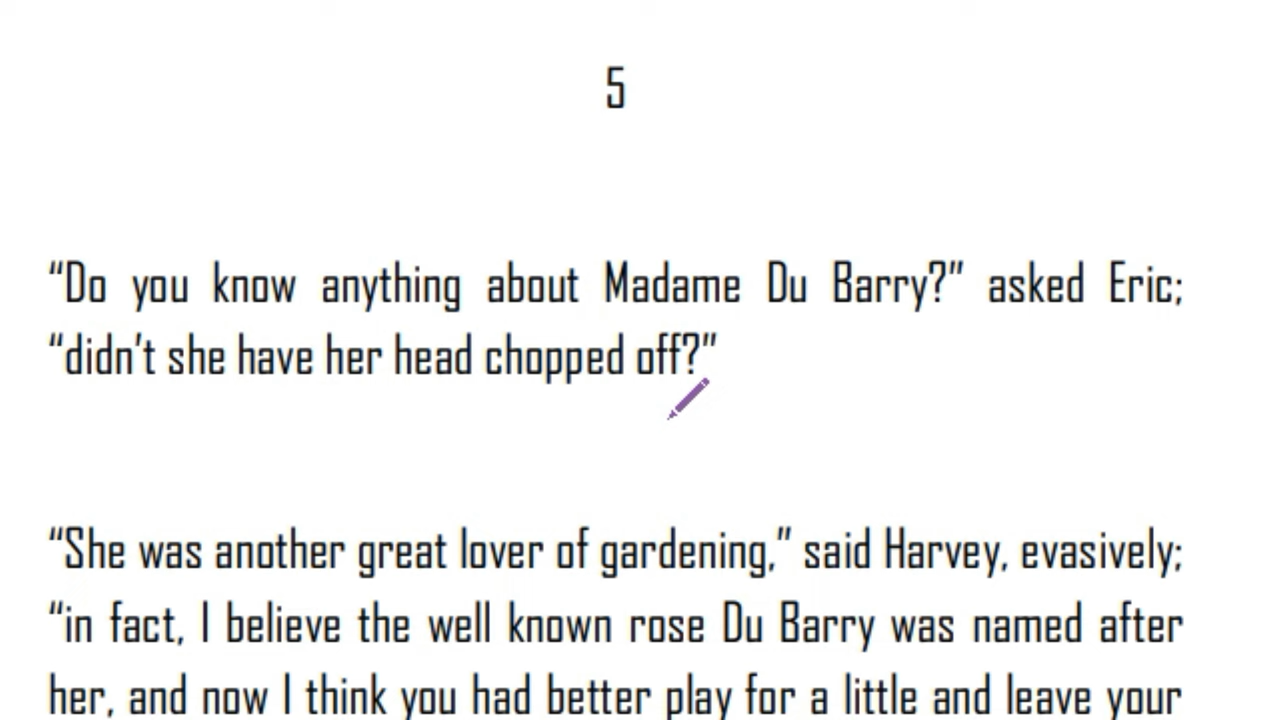 5
“Do you know anything about Madame Du Barry?” asked Eric;
“didn’t she have her head chopped off?”
“She was another great lover of gardening,” said Harvey, evasively;
“in fact, I believe the well known rose Du Barry was named after
her, and now I think you had better play for a little and leave your